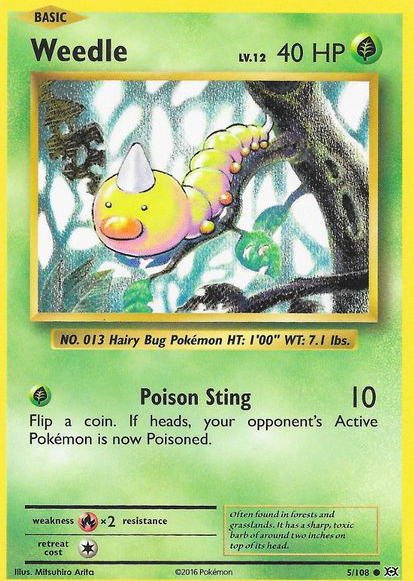 BASIC
Weedle LV.12 40 HP
NO. 013 Hairy Bug Pokémon HT: 1'00" WT: 7.1 lbs.
Poison Sting 10
Flip a coin. If heads, your opponent's Active
Pokémon is now Poisoned.
weakness ×2 resistance
retreat
cost
Often found in forests and
grasslands. It has a sharp, toxic
barb of around two inches on
top of its head.
Illus. Mitsuhiro Arita ©2016 Pokémon 5/108